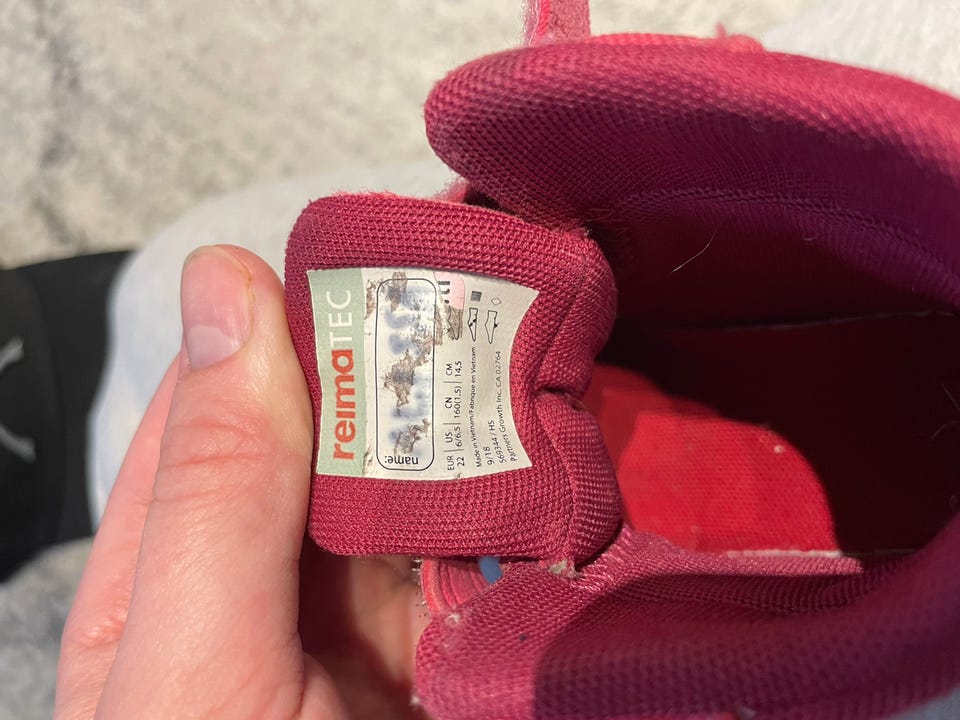 reimaTEC
name:
EUR | US | CN | CM
22 | 6/6.5 | 160(1.5) | 14.5
Made in Vietnam/Fabrique en Vietnam
9/18
569344 / HS
Partners Growth Inc. CA 02764